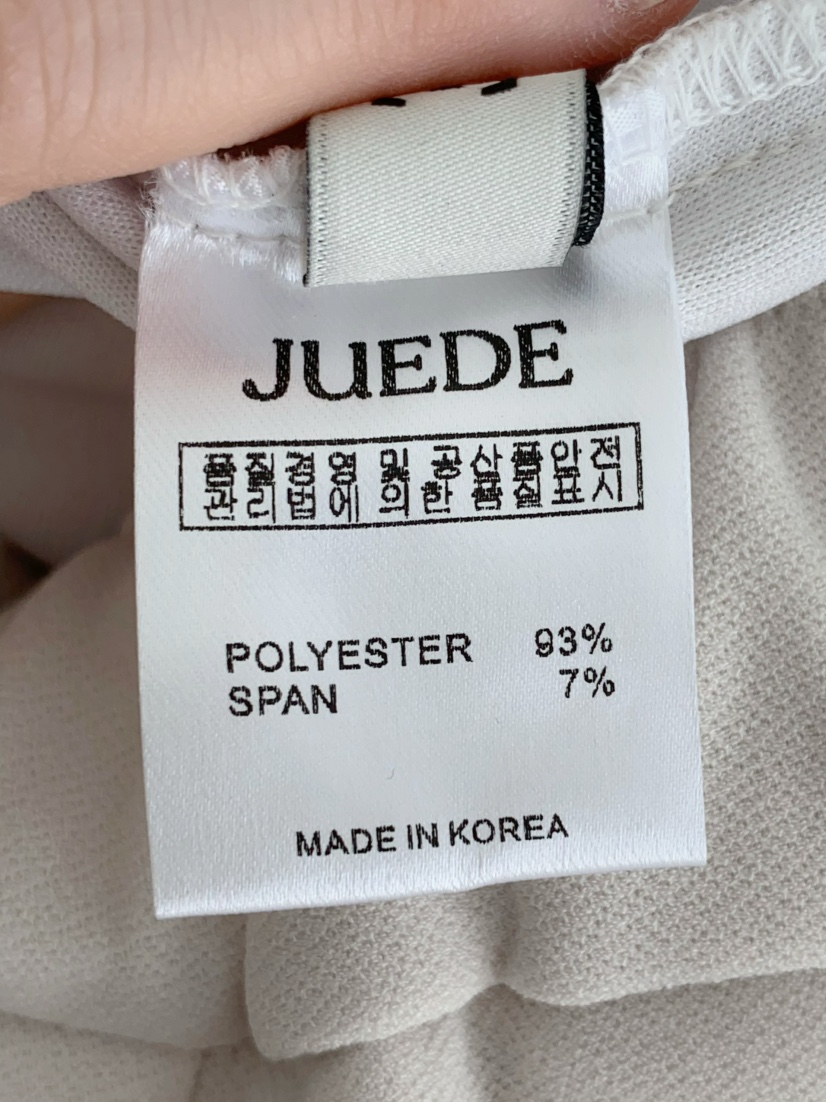 JUEDE
품질경영 및 공산품안전
관리법에 의한 품질표시
POLYESTER 93%
SPAN 7%
MADE IN KOREA